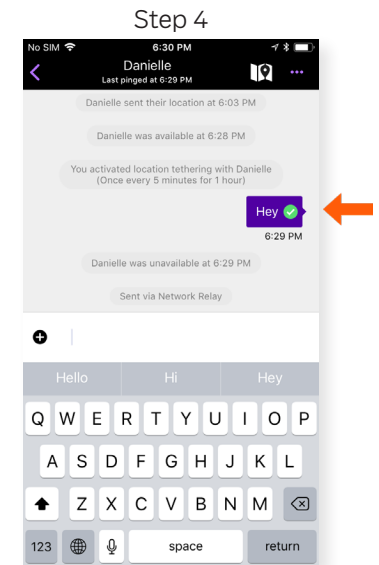 Step 4
No SIM 6:30 PM
Danielle
Last pinged at 6:29 PM
Danielle sent their location at 6:03 PM
Danielle was available at 6:28 PM
You activated location tethering with Danielle
(Once every 5 minutes for 1 hour)
Hey
6:29 PM
Danielle was unavailable at 6:29 PM
Sent via Network Relay
Hello Hi Hey
Q W E R T Y U I O P
A S D F G H J K L
Z X C V B N M
123 space return